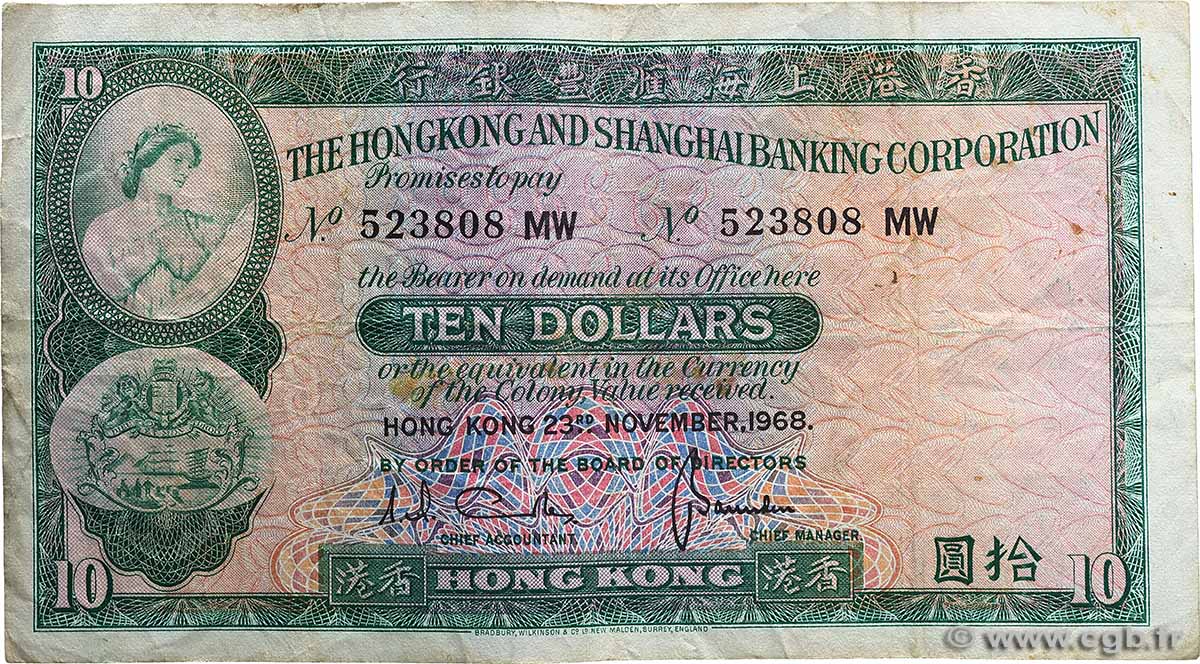 行銀豐滙海上港香
10
THE HONGKONG AND SHANGHAI BANKING CORPORATION
Promises to pay
No. 523808 MW No. 523808 MW
the Bearer on demand at its Office here
TEN DOLLARS
or the equivalent in the Currency
of the Colony, Value received.
HONG KONG 23RD. NOVEMBER, 1968.
BY ORDER OF THE BOARD OF DIRECTORS
CHIEF ACCOUNTANT. CHIEF MANAGER.
圓拾
10 港香 HONG KONG 港香 10
BRADBURY, WILKINSON & Co. LD. NEW MALDEN, SURREY, ENGLAND
© www.cgb.fr